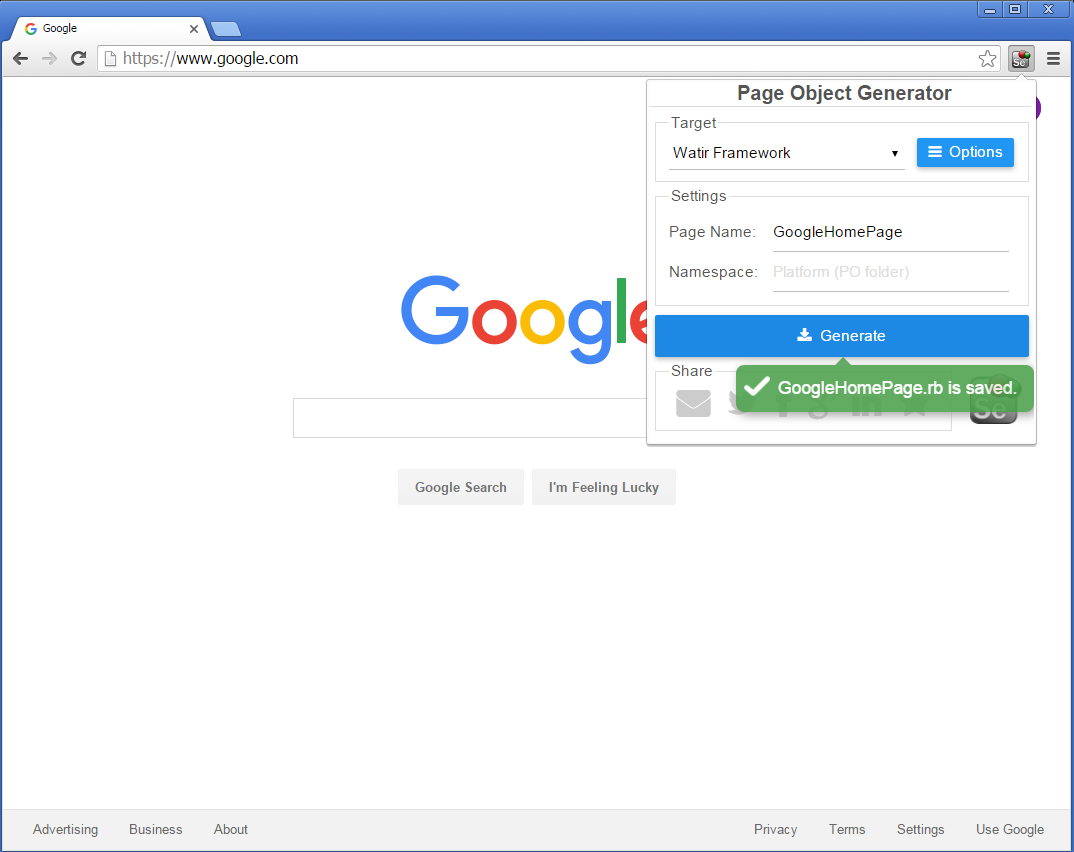 Google
https://www.google.com
Se
Page Object Generator
Target
Watir Framework
Options
Settings
Page Name: GoogleHomePage
Namespace: Platform (PO folder)
Generate
Share
GoogleHomePage.rb is saved.
Se
Google
Google Search
I'm Feeling Lucky
Advertising Business About Privacy Terms Settings Use Google